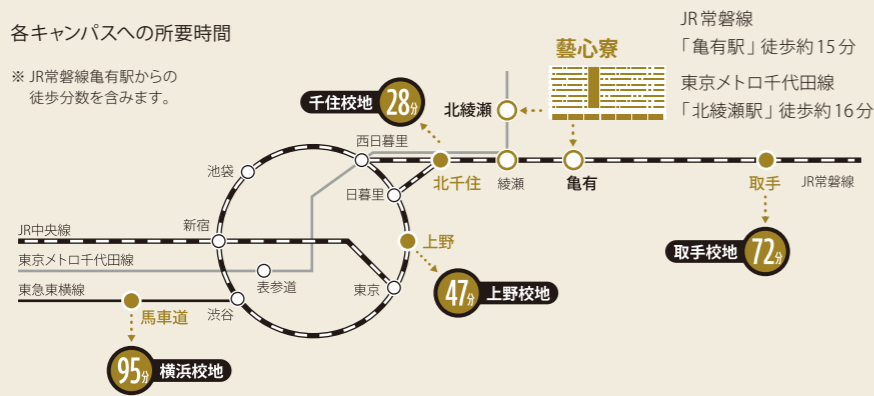 各キャンパスへの所要時間
※ JR常磐線亀有駅からの
徒歩分数を含みます。
藝心寮
JR常磐線
「亀有駅」徒歩約15分
東京メトロ千代田線
「北綾瀬駅」徒歩約16分
千住校地 28分
北綾瀬
西日暮里
池袋
北千住
綾瀬
亀有
取手
JR常磐線
日暮里
新宿
JR中央線
上野
東京メトロ千代田線
表参道
東京
取手校地 72分
東急東横線
馬車道
渋谷
47分 上野校地
95分 横浜校地